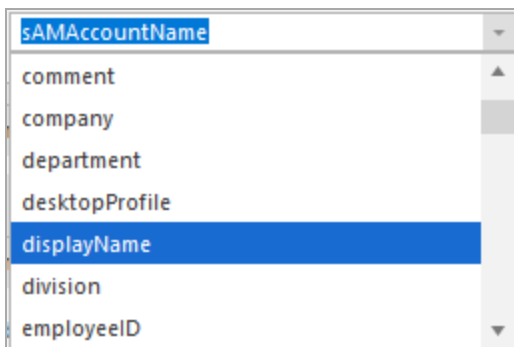 sAMAccountName
comment
company
department
desktopProfile
displayName
division
employeeID